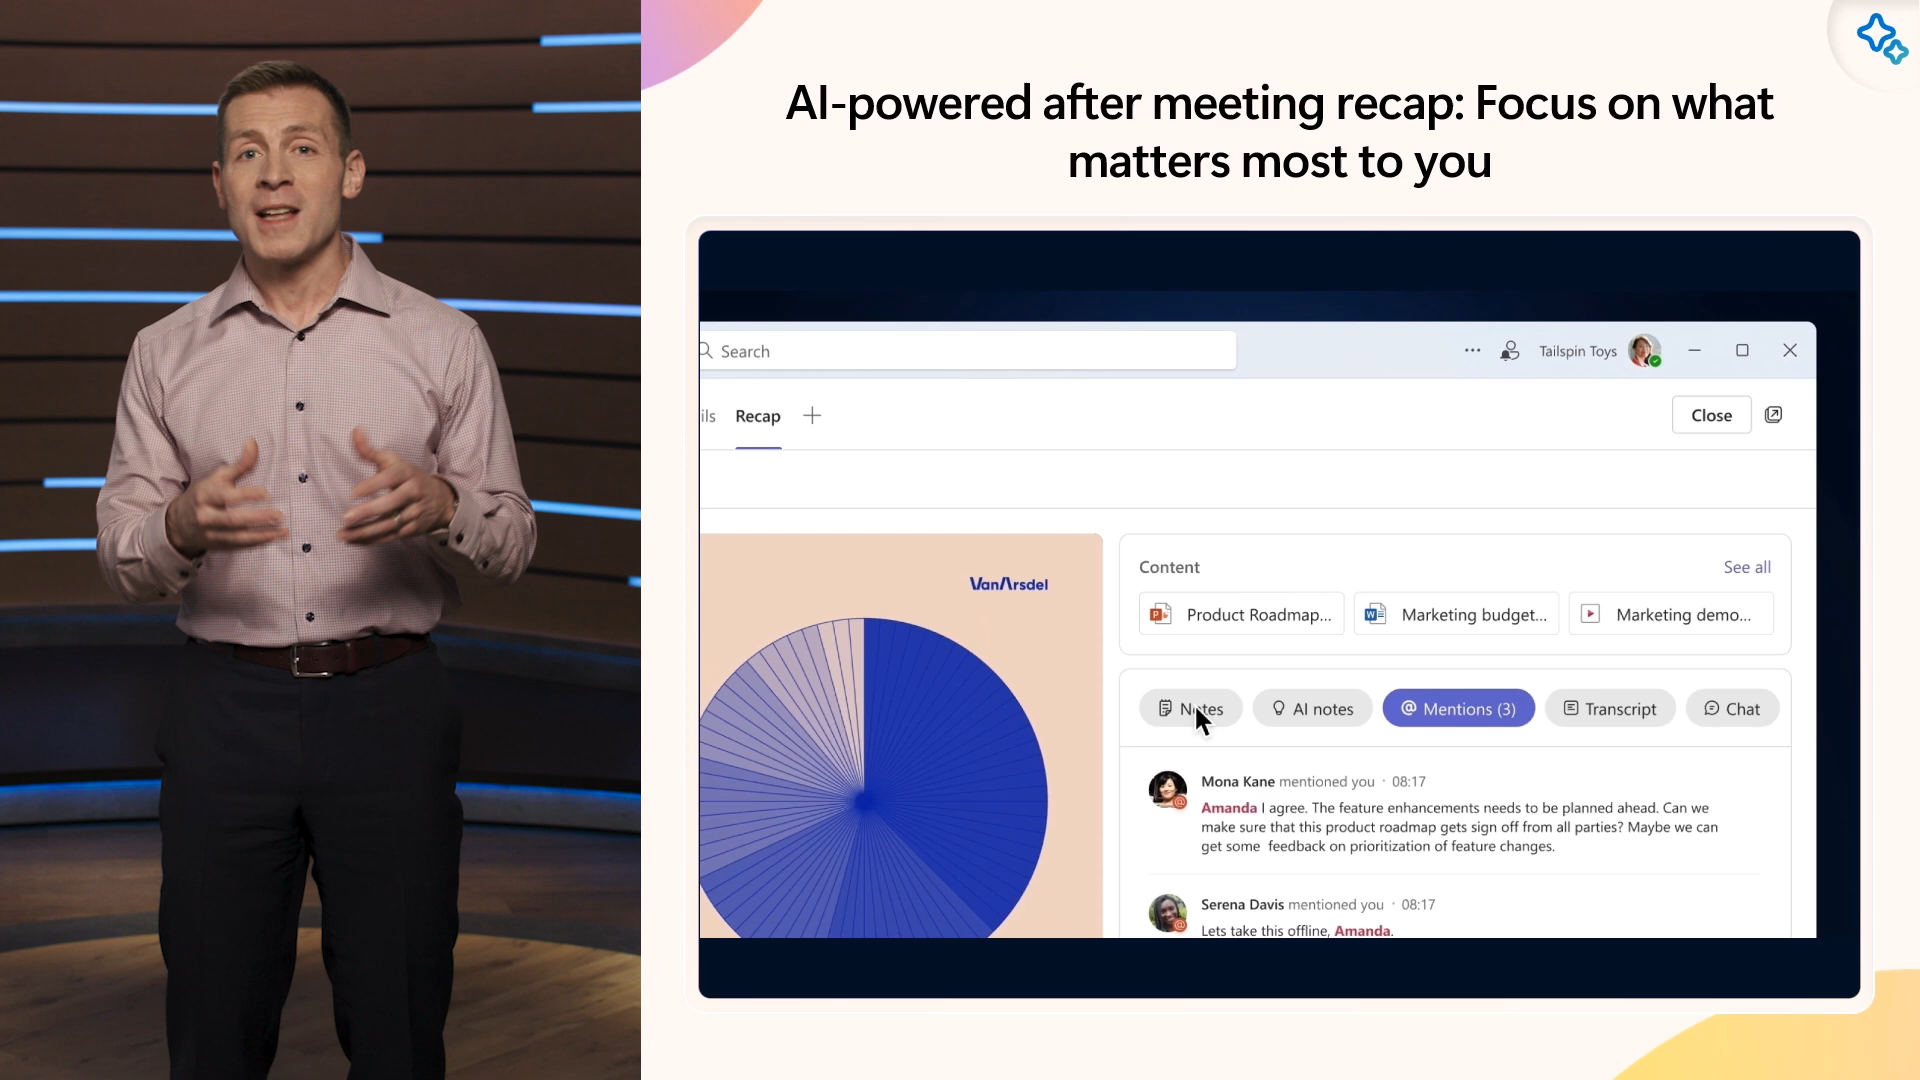 AI-powered after meeting recap: Focus on what
matters most to you
Search
Tailspin Toys
ils
Recap
Close
VanArsdel
Content
See all
Product Roadmap...
Marketing budget...
Marketing demo...
Notes
AI notes
Mentions (3)
Transcript
Chat
Mona Kane mentioned you · 08:17
Amanda I agree. The feature enhancements needs to be planned ahead. Can we
make sure that this product roadmap gets sign off from all parties? Maybe we can
get some feedback on prioritization of feature changes.
Serena Davis mentioned you · 08:17
Lets take this offline, Amanda.